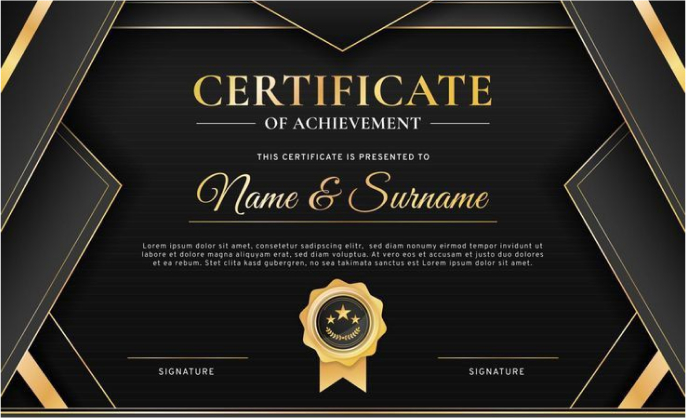 CERTIFICATE
OF ACHIEVEMENT
THIS CERTIFICATE IS PRESENTED TO
Name & Surname
Lorem ipsum dolor sit amet, consetetur sadipscing elitr, sed diam nonumy eirmod tempor invidunt
ut labore et dolore magna aliquyam erat, sed diam voluptua. At vero eos et accusam et justo duo dolores
et ea rebum. Stet clita kasd gubergren, no sea takimata sanctus est Lorem ipsum dolor sit amet.
SIGNATURE
SIGNATURE